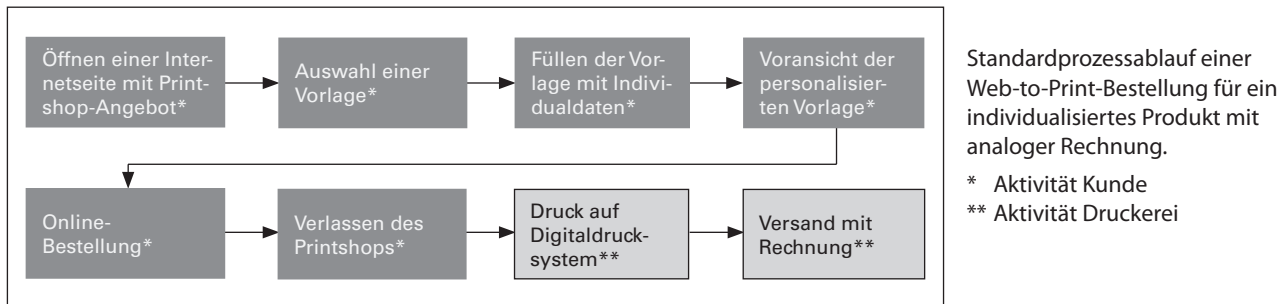 Öffnen einer Inter-
netseite mit Print-
shop-Angebot*
Auswahl einer
Vorlage*
Füllen der Vor-
lage mit Indivi-
dualdaten*
Voransicht der
personalisier-
ten Vorlage*
Online-
Bestellung*
Verlassen des
Printshops*
Druck auf
Digitaldruck-
system**
Versand mit
Rechnung**
Standardprozessablauf einer
Web-to-Print-Bestellung für ein
individualisiertes Produkt mit
analoger Rechnung.
* Aktivität Kunde
** Aktivität Druckerei